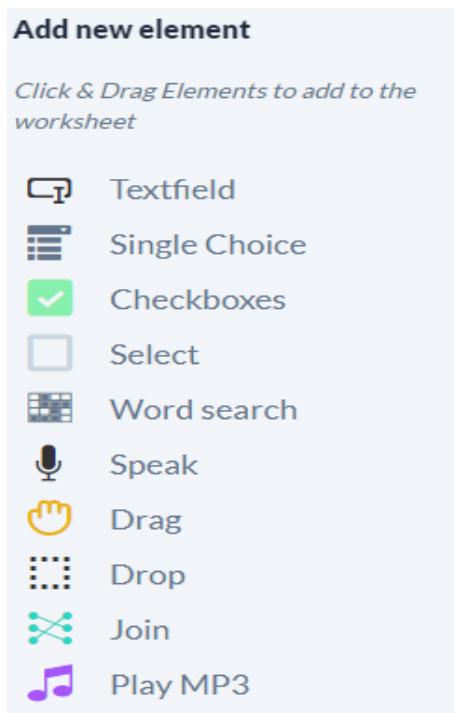 Add new element
Click & Drag Elements to add to the
worksheet
Textfield
Single Choice
Checkboxes
Select
Word search
Speak
Drag
Drop
Join
Play MP3